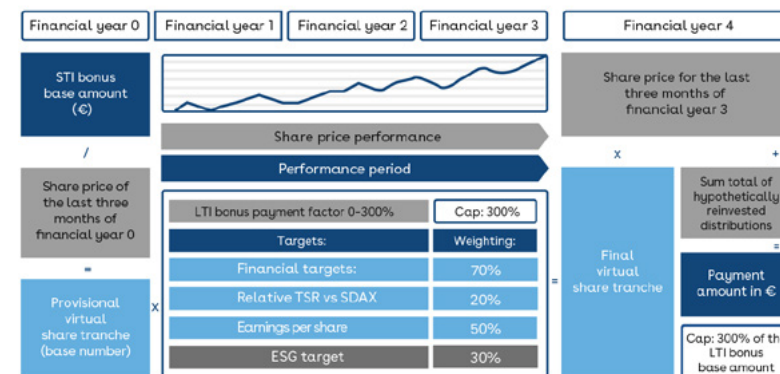 Financial year 0
Financial year 1
Financial year 2
Financial year 3
Financial year 4
STI bonus
base amount
(€)
/
Share price of
the last three
months of
financial year 0
=
Provisional
virtual
share tranche
(base number)
x
Share price performance
Performance period
LTI bonus payment factor 0-300%
Cap: 300%
Targets:
Weighting:
Financial targets:
70%
Relative TSR vs SDAX
20%
Earnings per share
50%
ESG target
30%
=
Share price for the last
three months of
financial year 3
x
+
Final
virtual
share tranche
Sum total of
hypothetically
reinvested
distributions
=
Payment
amount in €
Cap: 300% of th
LTI bonus
base amount